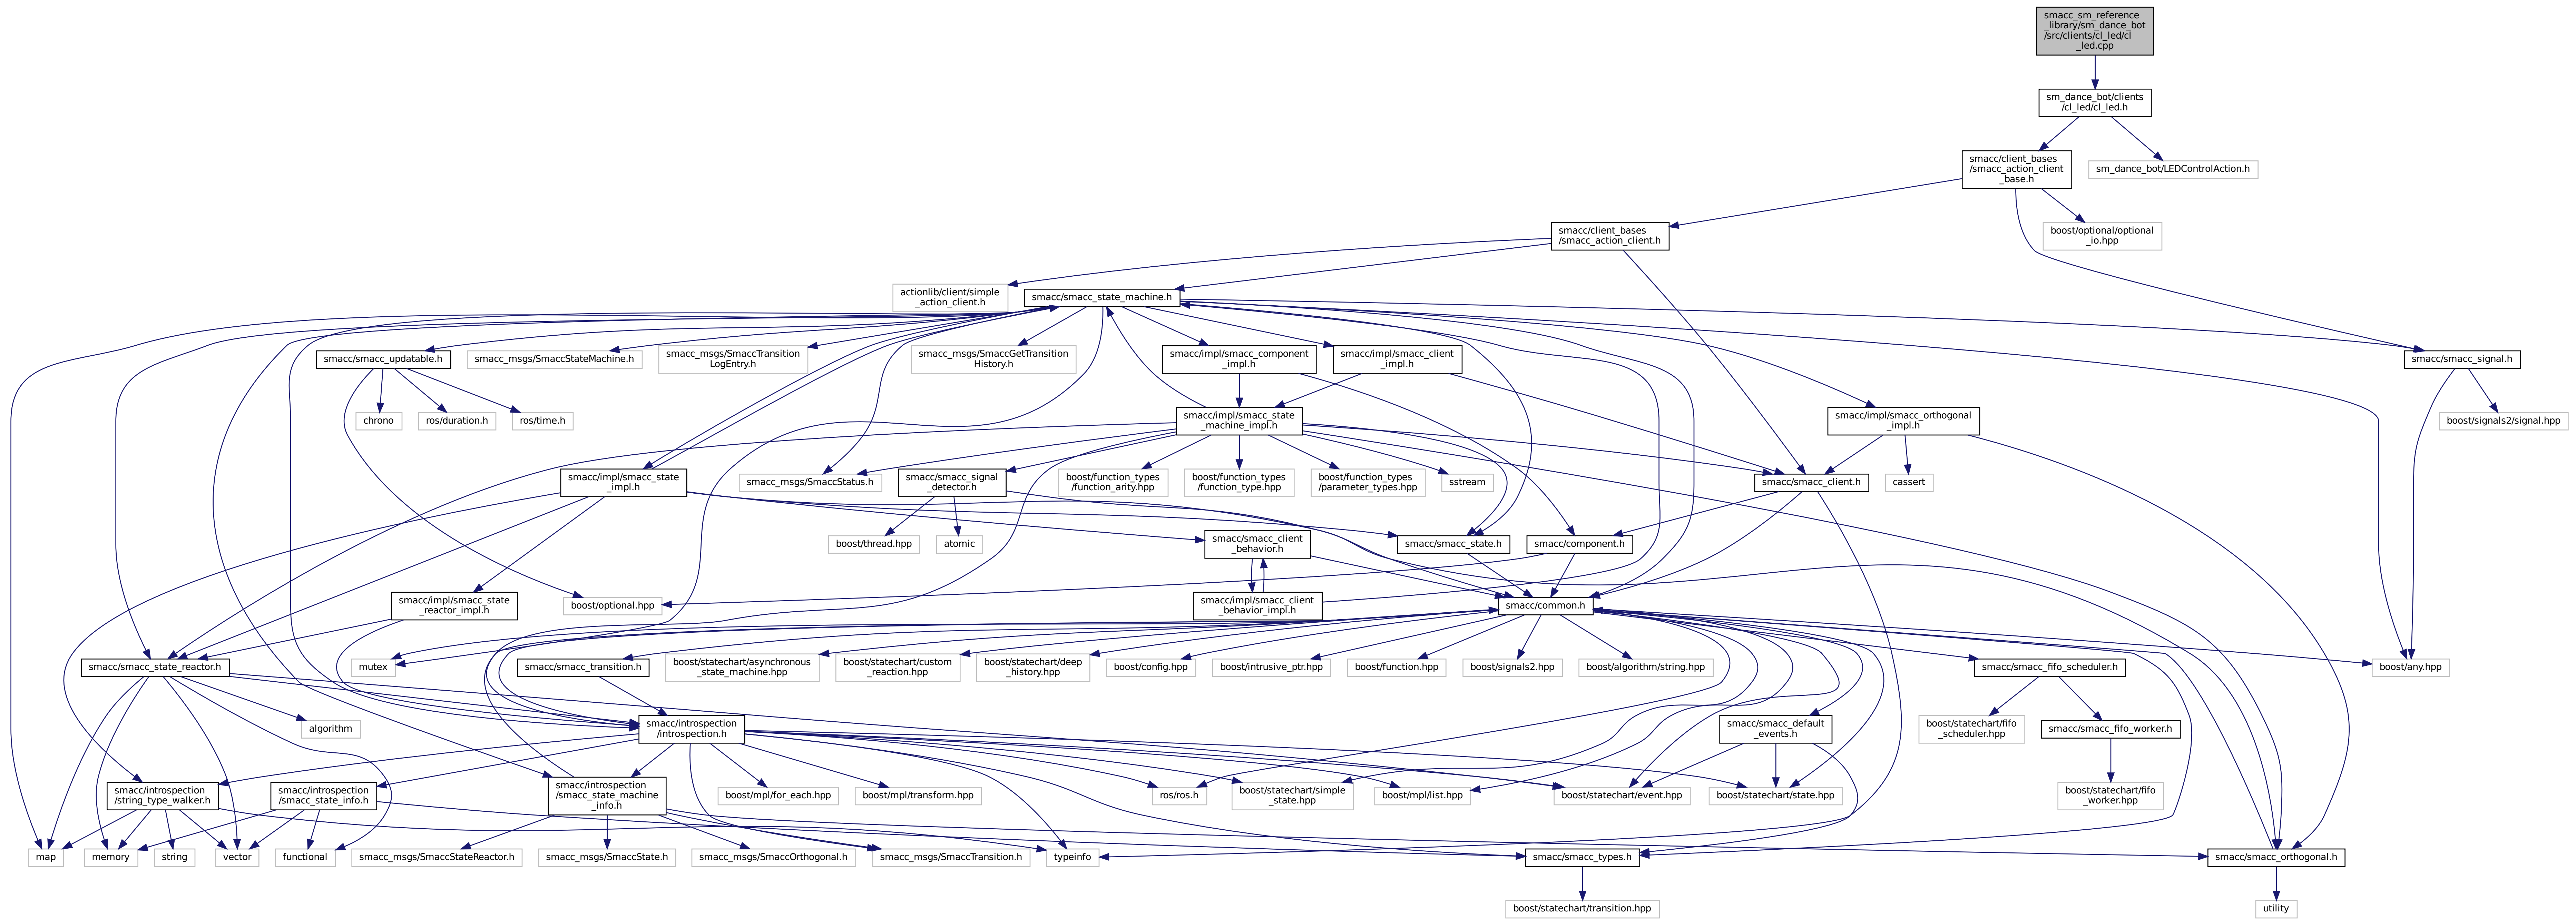 smacc_sm_reference
_library/sm_dance_bot
/src/clients/cl_led/cl
_led.cpp
sm_dance_bot/clients
/cl_led/cl_led.h
smacc/client_bases
/smacc_action_client
_base.h
sm_dance_bot/LEDControlAction.h
smacc/client_bases
/smacc_action_client.h
boost/optional/optional
_io.hpp
actionlib/client/simple
_action_client.h
smacc/smacc_state_machine.h
smacc/smacc_updatable.h
smacc_msgs/SmaccStateMachine.h
smacc_msgs/SmaccTransition
LogEntry.h
smacc_msgs/SmaccGetTransition
History.h
smacc/impl/smacc_component
_impl.h
smacc/impl/smacc_client
_impl.h
smacc/smacc_signal.h
chrono
ros/duration.h
ros/time.h
smacc/impl/smacc_state
_machine_impl.h
smacc/impl/smacc_orthogonal
_impl.h
boost/signals2/signal.hpp
smacc/impl/smacc_state
_impl.h
smacc_msgs/SmaccStatus.h
smacc/smacc_signal
_detector.h
boost/function_types
/function_arity.hpp
boost/function_types
/function_type.hpp
boost/function_types
/parameter_types.hpp
sstream
smacc/smacc_client.h
cassert
boost/thread.hpp
atomic
smacc/smacc_client
_behavior.h
smacc/smacc_state.h
smacc/component.h
smacc/impl/smacc_state
_reactor_impl.h
boost/optional.hpp
smacc/impl/smacc_client
_behavior_impl.h
smacc/common.h
smacc/smacc_state_reactor.h
mutex
smacc/smacc_transition.h
boost/statechart/asynchronous
_state_machine.hpp
boost/statechart/custom
_reaction.hpp
boost/statechart/deep
_history.hpp
boost/config.hpp
boost/intrusive_ptr.hpp
boost/function.hpp
boost/signals2.hpp
boost/algorithm/string.hpp
smacc/smacc_fifo_scheduler.h
boost/any.hpp
algorithm
smacc/introspection
/introspection.h
smacc/smacc_default
_events.h
boost/statechart/fifo
_scheduler.hpp
smacc/smacc_fifo_worker.h
smacc/introspection
/string_type_walker.h
smacc/introspection
/smacc_state_info.h
smacc/introspection
/smacc_state_machine
_info.h
boost/mpl/for_each.hpp
boost/mpl/transform.hpp
ros/ros.h
boost/statechart/simple
_state.hpp
boost/mpl/list.hpp
boost/statechart/event.hpp
boost/statechart/state.hpp
boost/statechart/fifo
_worker.hpp
map
memory
string
vector
functional
smacc_msgs/SmaccStateReactor.h
smacc_msgs/SmaccState.h
smacc_msgs/SmaccOrthogonal.h
smacc_msgs/SmaccTransition.h
typeinfo
smacc/smacc_types.h
smacc/smacc_orthogonal.h
boost/statechart/transition.hpp
utility